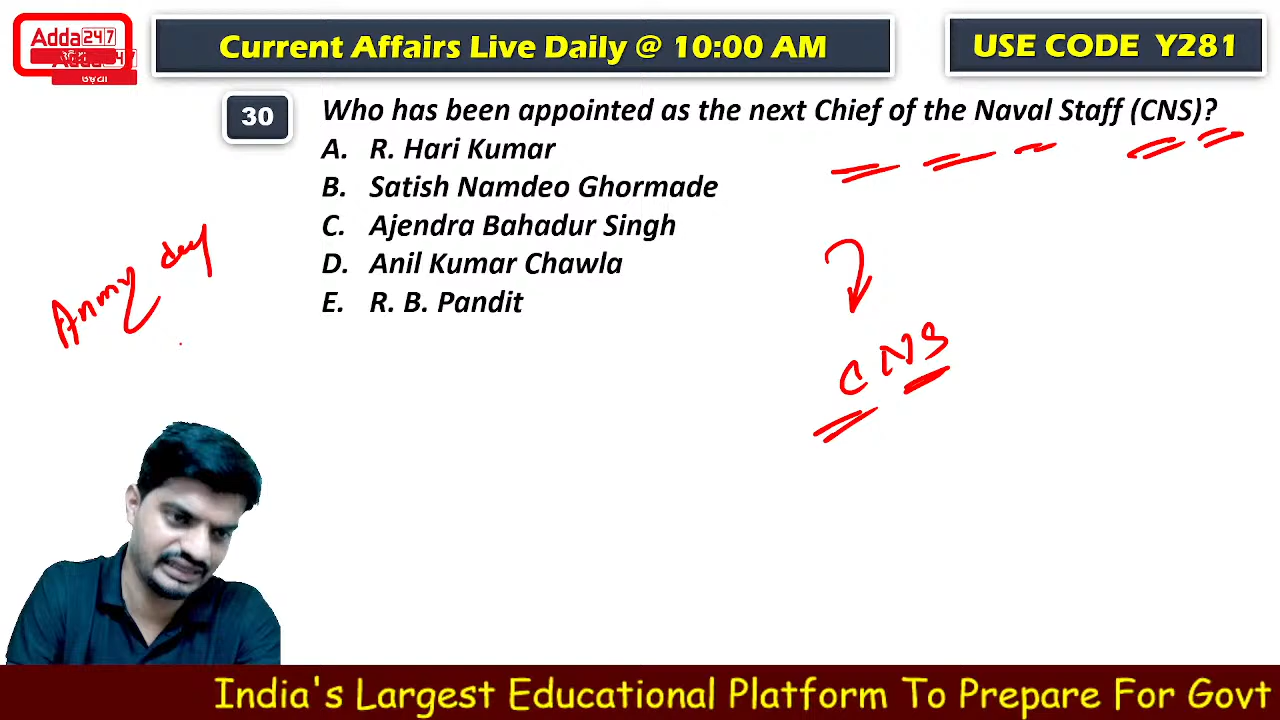 Adda247
Current Affairs Live Daily @ 10:00 AM
USE CODE Y281
30
Who has been appointed as the next Chief of the Naval Staff (CNS)?
A. R. Hari Kumar
B. Satish Namdeo Ghormade
C. Ajendra Bahadur Singh
D. Anil Kumar Chawla
E. R. B. Pandit
Army day
CNS
India's Largest Educational Platform To Prepare For Govt